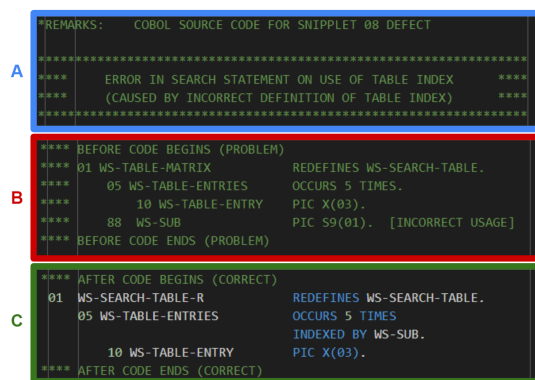 *REMARKS: COBOL SOURCE CODE FOR SNIPPLET 08 DEFECT
******************************************************************
A
**** ERROR IN SEARCH STATEMENT ON USE OF TABLE INDEX ****
**** (CAUSED BY INCORRECT DEFINITION OF TABLE INDEX) ****
******************************************************************
**** BEFORE CODE BEGINS (PROBLEM)
**** 01 WS-TABLE-MATRIX REDEFINES WS-SEARCH-TABLE.
**** 05 WS-TABLE-ENTRIES OCCURS 5 TIMES.
B
**** 10 WS-TABLE-ENTRY PIC X(03).
**** 88 WS-SUB PIC S9(01). [INCORRECT USAGE]
**** BEFORE CODE ENDS (PROBLEM)
**** AFTER CODE BEGINS (CORRECT)
01 WS-SEARCH-TABLE-R REDEFINES WS-SEARCH-TABLE.
05 WS-TABLE-ENTRIES OCCURS 5 TIMES
C
INDEXED BY WS-SUB.
10 WS-TABLE-ENTRY PIC X(03).
**** AFTER CODE ENDS (CORRECT)